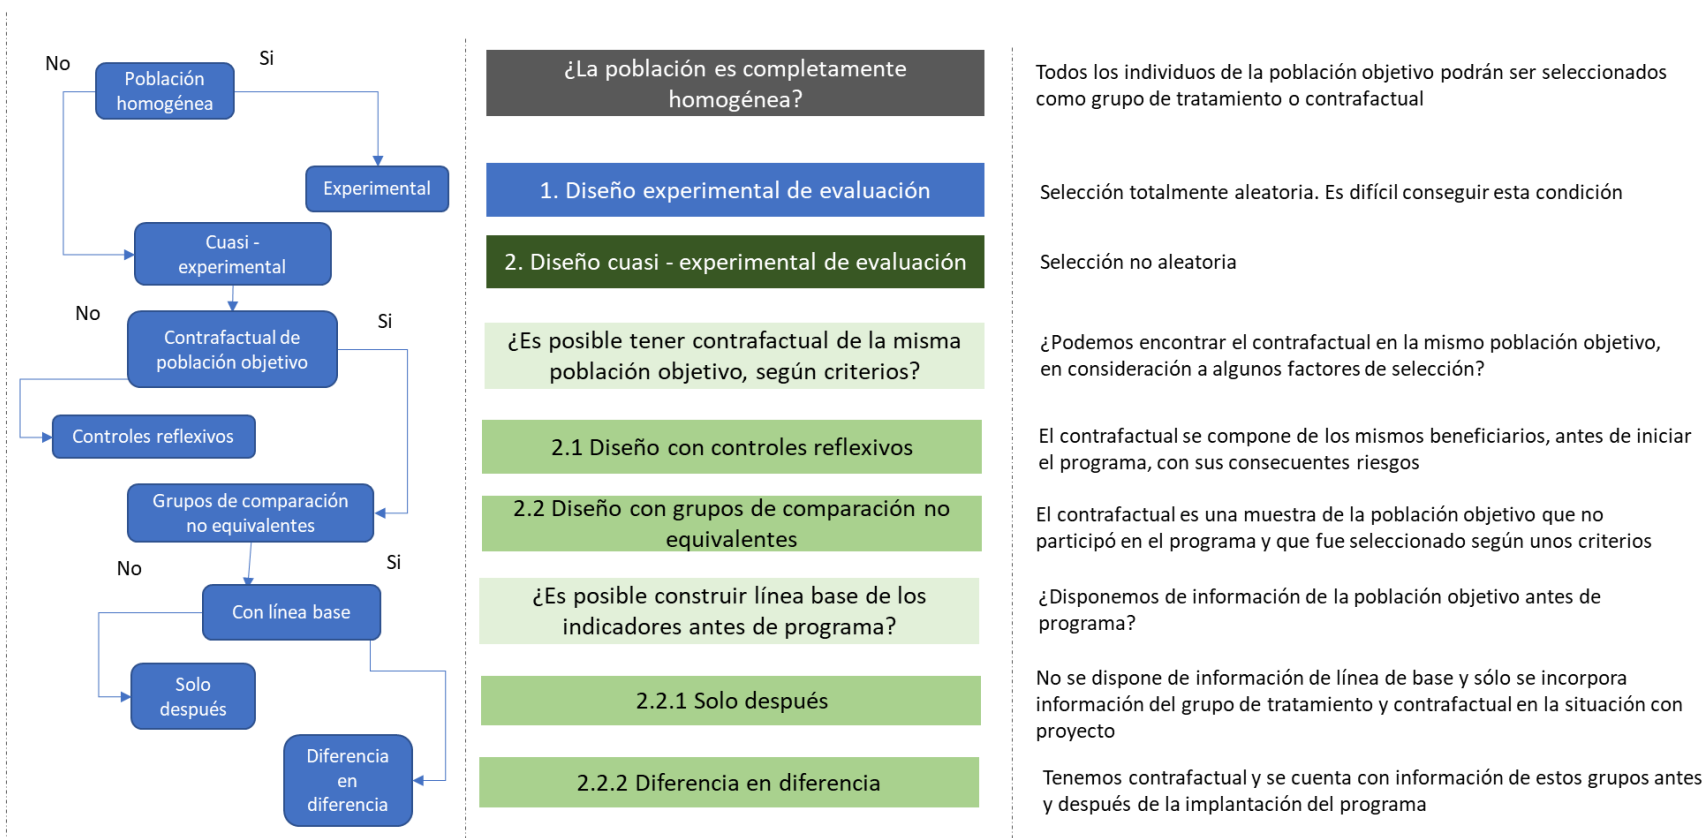 No
Si
Población
homogénea
¿La población es completamente
homogénea?
Todos los individuos de la población objetivo podrán ser seleccionados
como grupo de tratamiento o contrafactual
Experimental
1. Diseño experimental de evaluación
Selección totalmente aleatoria. Es difícil conseguir esta condición
Cuasi -
experimental
2. Diseño cuasi - experimental de evaluación
Selección no aleatoria
No
Si
Contrafactual de
población objetivo
¿Es posible tener contrafactual de la misma
población objetivo, según criterios?
¿Podemos encontrar el contrafactual en la mismo población objetivo,
en consideración a algunos factores de selección?
Controles reflexivos
2.1 Diseño con controles reflexivos
El contrafactual se compone de los mismos beneficiarios, antes de iniciar
el programa, con sus consecuentes riesgos
Grupos de comparación
no equivalentes
2.2 Diseño con grupos de comparación no
equivalentes
El contrafactual es una muestra de la población objetivo que no
participó en el programa y que fue seleccionado según unos criterios
No
Si
Con línea base
¿Es posible construir línea base de los
indicadores antes de programa?
¿Disponemos de información de la población objetivo antes de
programa?
Solo
después
2.2.1 Solo después
No se dispone de información de línea de base y sólo se incorpora
información del grupo de tratamiento y contrafactual en la situación con
proyecto
Diferencia
en
diferencia
2.2.2 Diferencia en diferencia
Tenemos contrafactual y se cuenta con información de estos grupos antes
y después de la implantación del programa